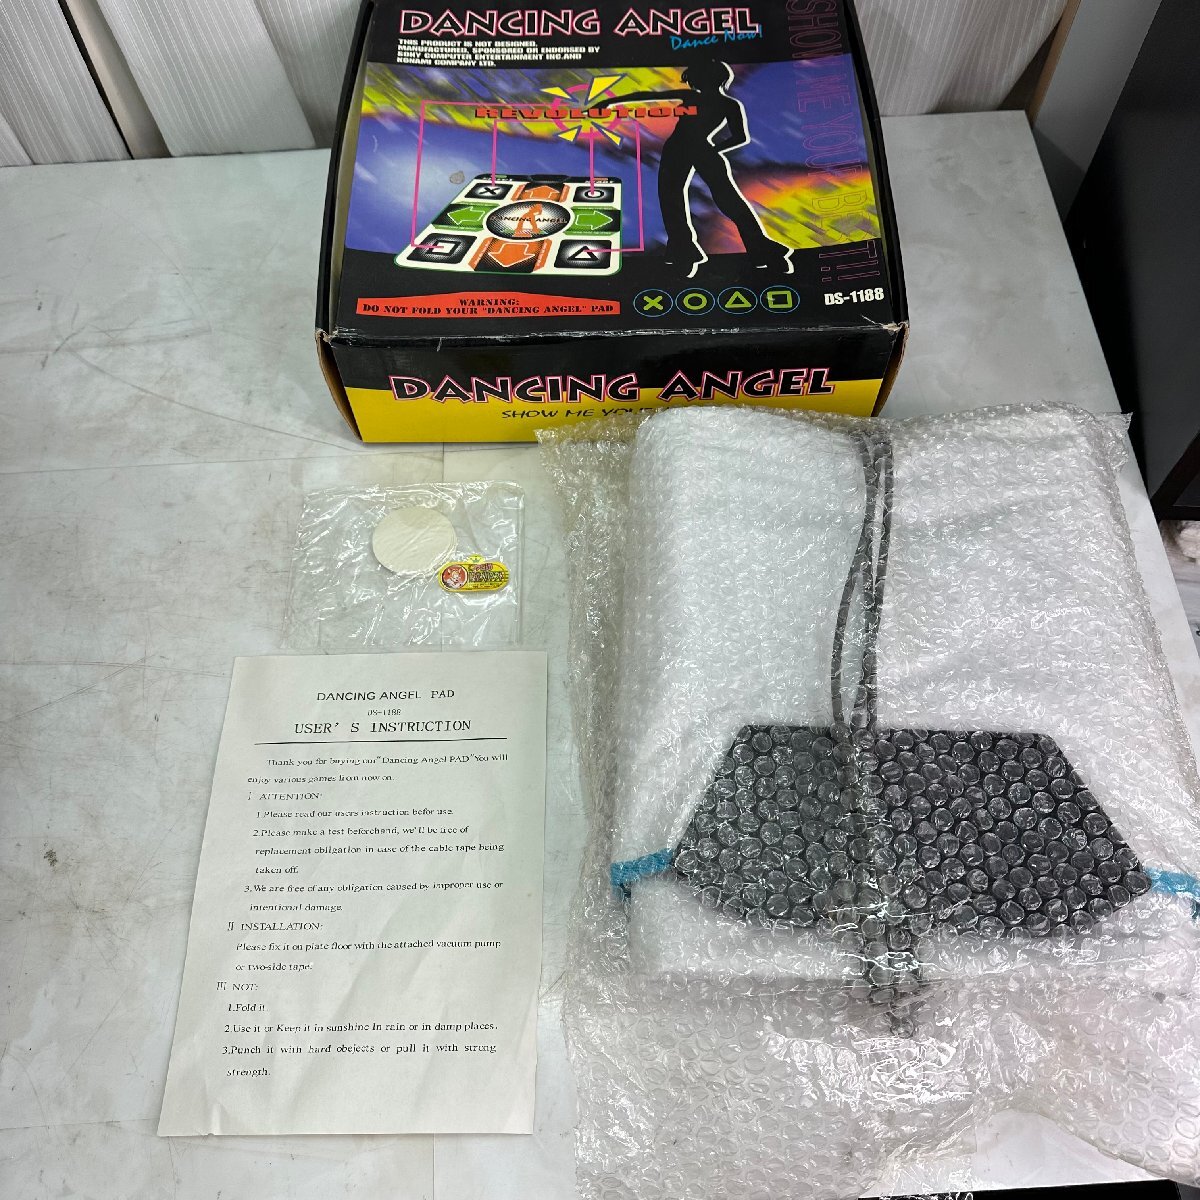 DANCING ANGEL
Dance Now!
THIS PRODUCT IS NOT DESIGNED,
MANUFACTURED, SPONSORED OR ENDORSED BY
SONY COMPUTER ENTERTAINMENT INC.AND
KONAMI COMPANY LTD.
SHOW ME YOUR BEST!!
REVOLUTION
DANCING ANGEL
WARNING:
DO NOT FOLD YOUR "DANCING ANGEL" PAD
DS-1188
DANCING ANGEL
SHOW ME YOUR
DANCING ANGEL PAD
DS-1188
USER'S INSTRUCTION
Thank you for buying our"Dancing Angel PAD"You will
enjoy various games from now on.
I ATTENTION:
1.Please read our users instruction befor use.
2.Please make a test beforehand, we'll be free of
replacement obligation in case of the cable tape being
taken off.
3.We are free of any obligation caused by improper use or
intentional damage.
II INSTALLATION:
Please fix it on plate floor with the attached vacuum pump
or two-side tape.
III NOT:
1.Fold it.
2.Use it or Keep it in sunshine In rain or in damp places.
3.Punch it with hard obejects or pull it with strong
strength.